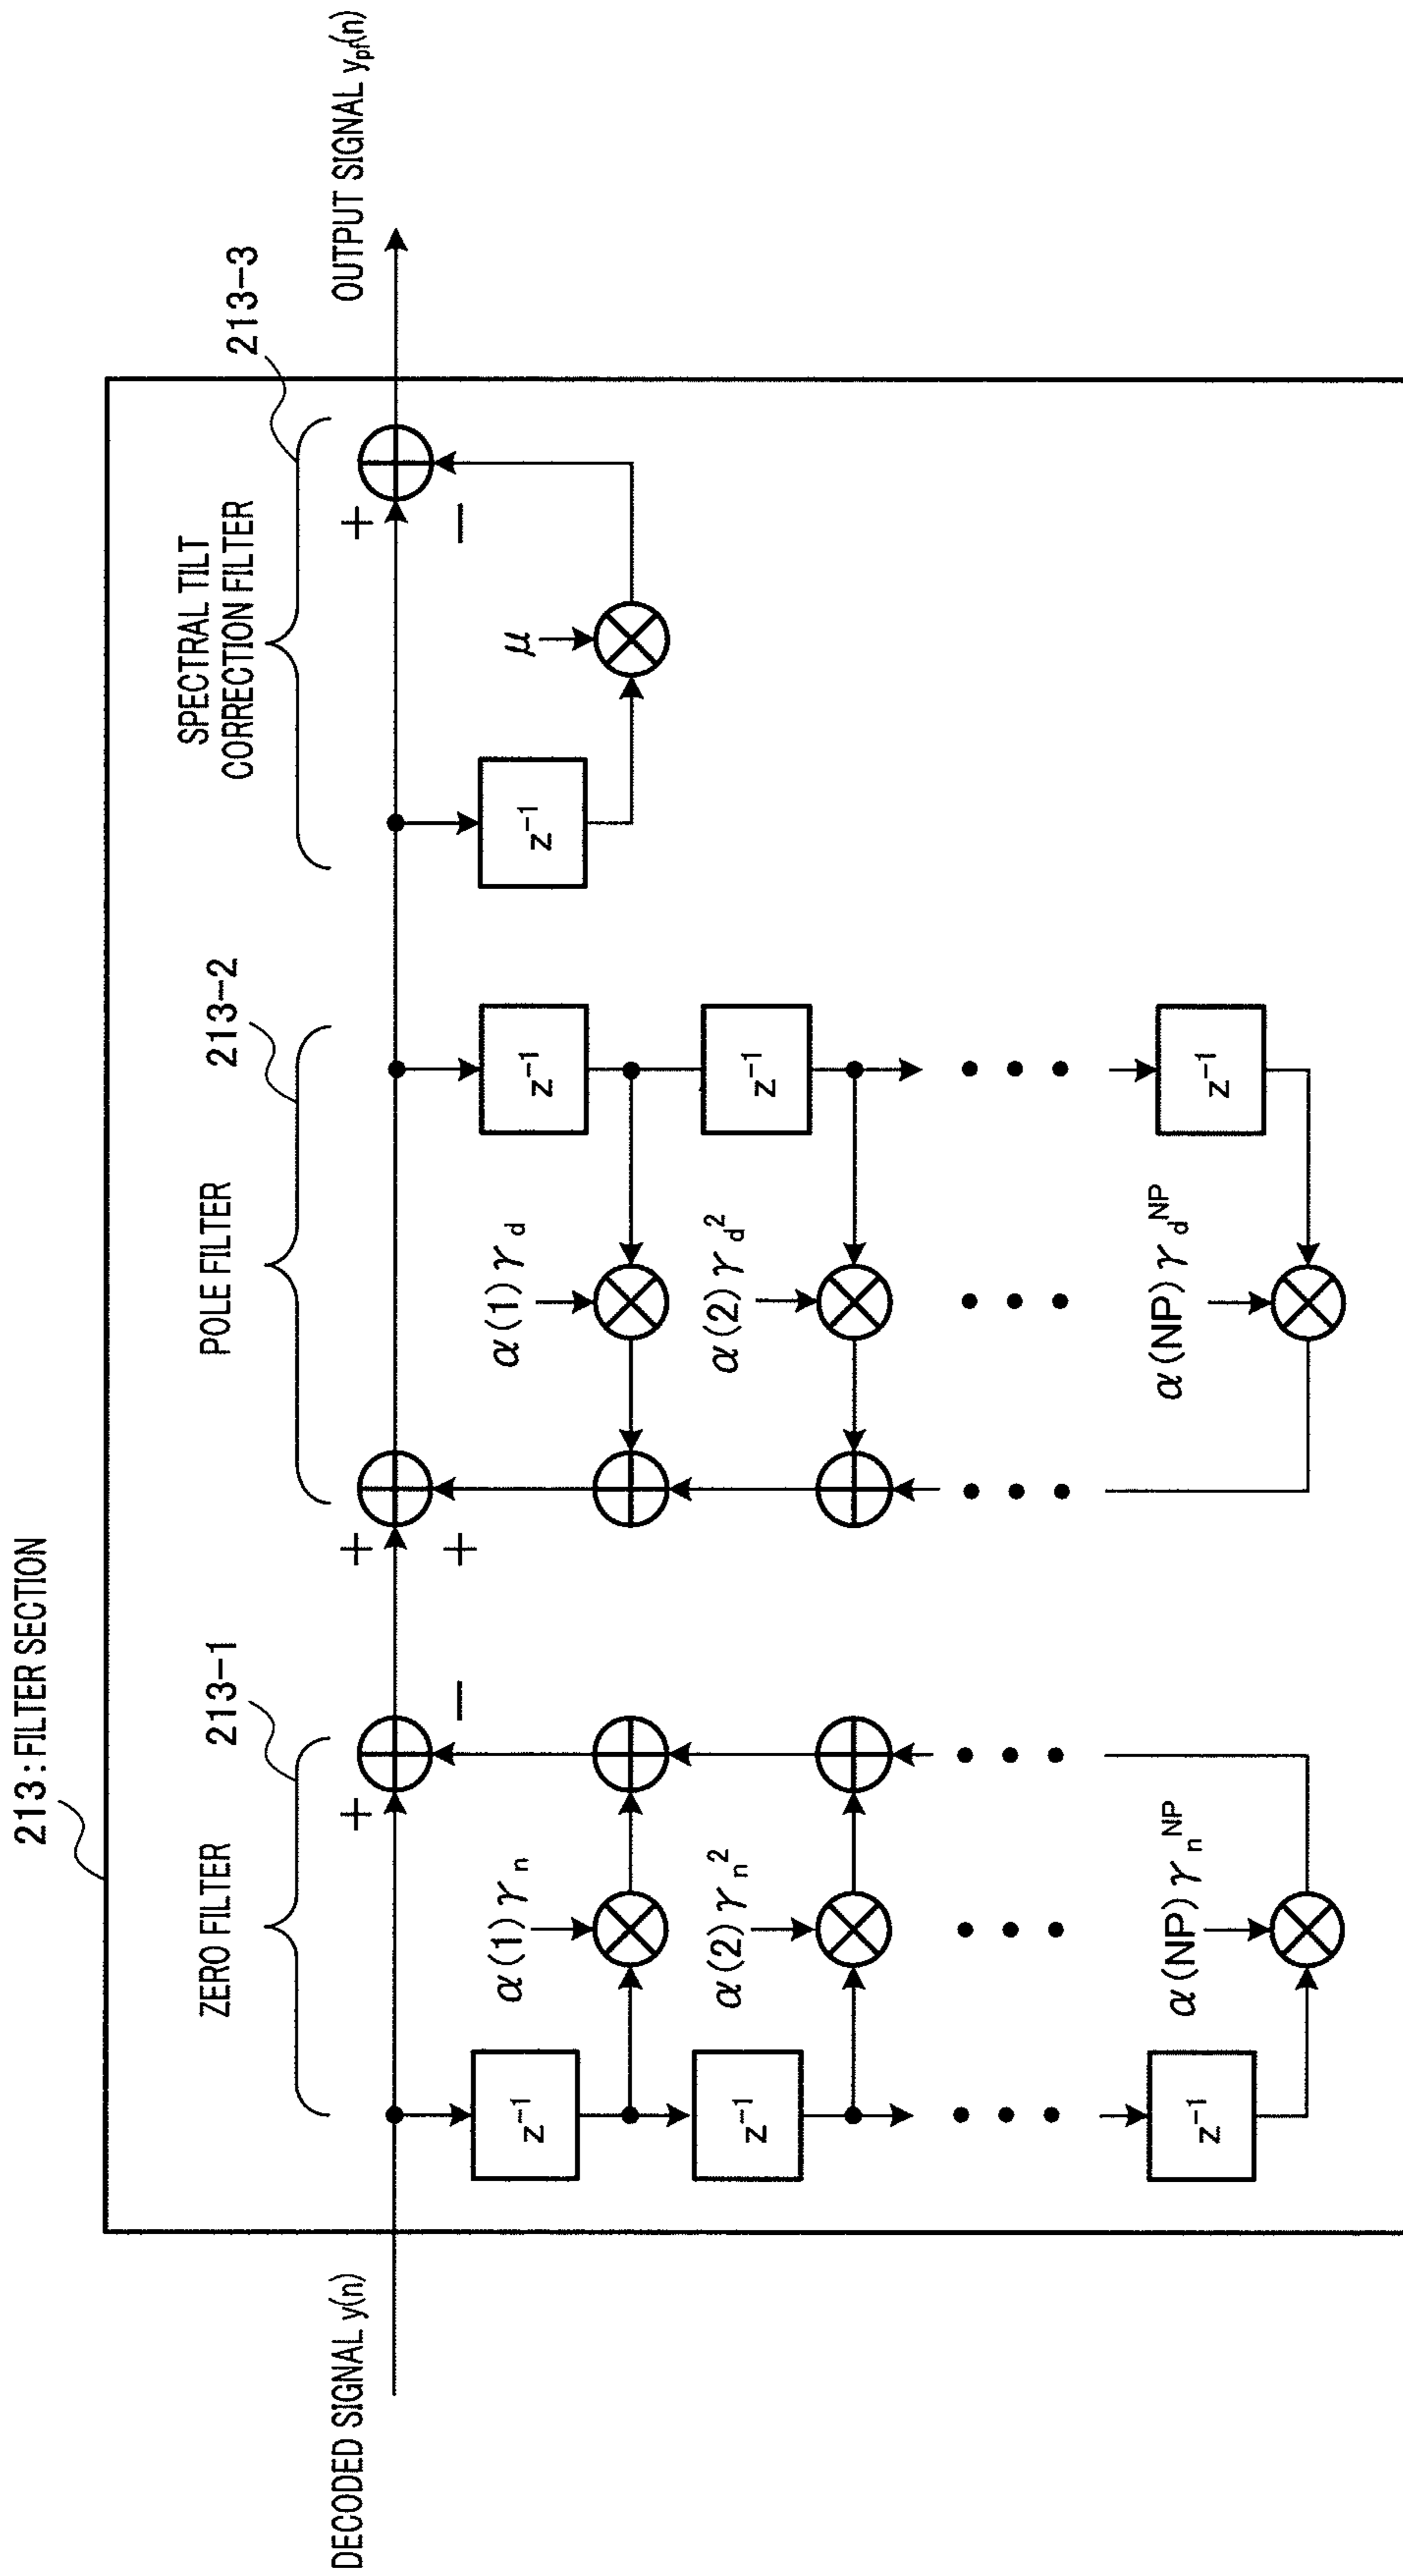 213 : FILTER SECTION
ZERO FILTER
213-1
POLE FILTER
213-2
SPECTRAL TILT
CORRECTION FILTER
213-3
DECODED SIGNAL y(n)
OUTPUT SIGNAL ypf(n)
+
−
+
+
+
−
z⁻¹
α(1)γn
z⁻¹
α(2)γn²
z⁻¹
α(NP)γn^NP
α(1)γd
z⁻¹
α(2)γd²
z⁻¹
α(NP)γd^NP
z⁻¹
z⁻¹
μ